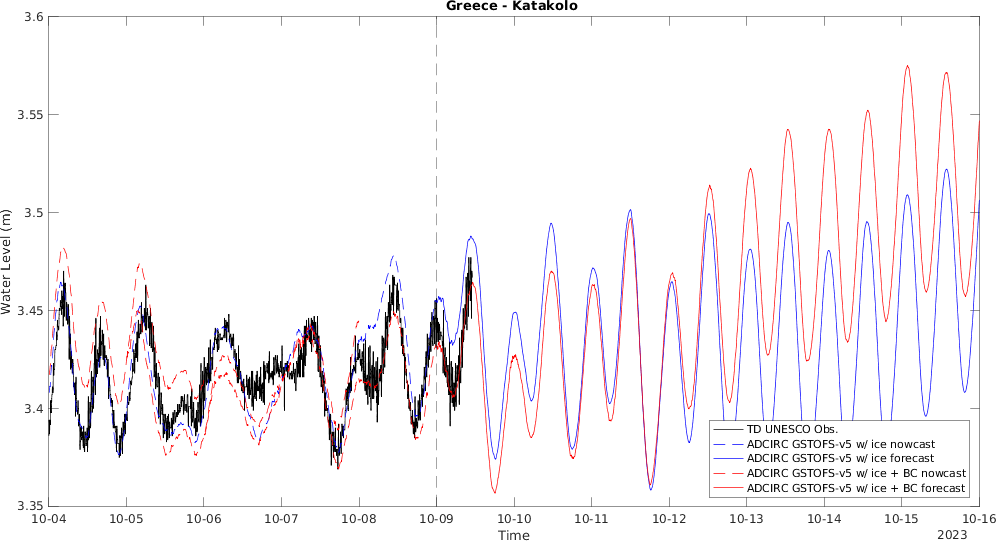 Greece - Katakolo
3.6
3.55
3.5
3.45
3.4
3.35
Water Level (m)
10-04 10-05 10-06 10-07 10-08 10-09 10-10 10-11 10-12 10-13 10-14 10-15 10-16
Time
2023
TD UNESCO Obs.
ADCIRC GSTOFS-v5 w/ ice nowcast
ADCIRC GSTOFS-v5 w/ ice forecast
ADCIRC GSTOFS-v5 w/ ice + BC nowcast
ADCIRC GSTOFS-v5 w/ ice + BC forecast